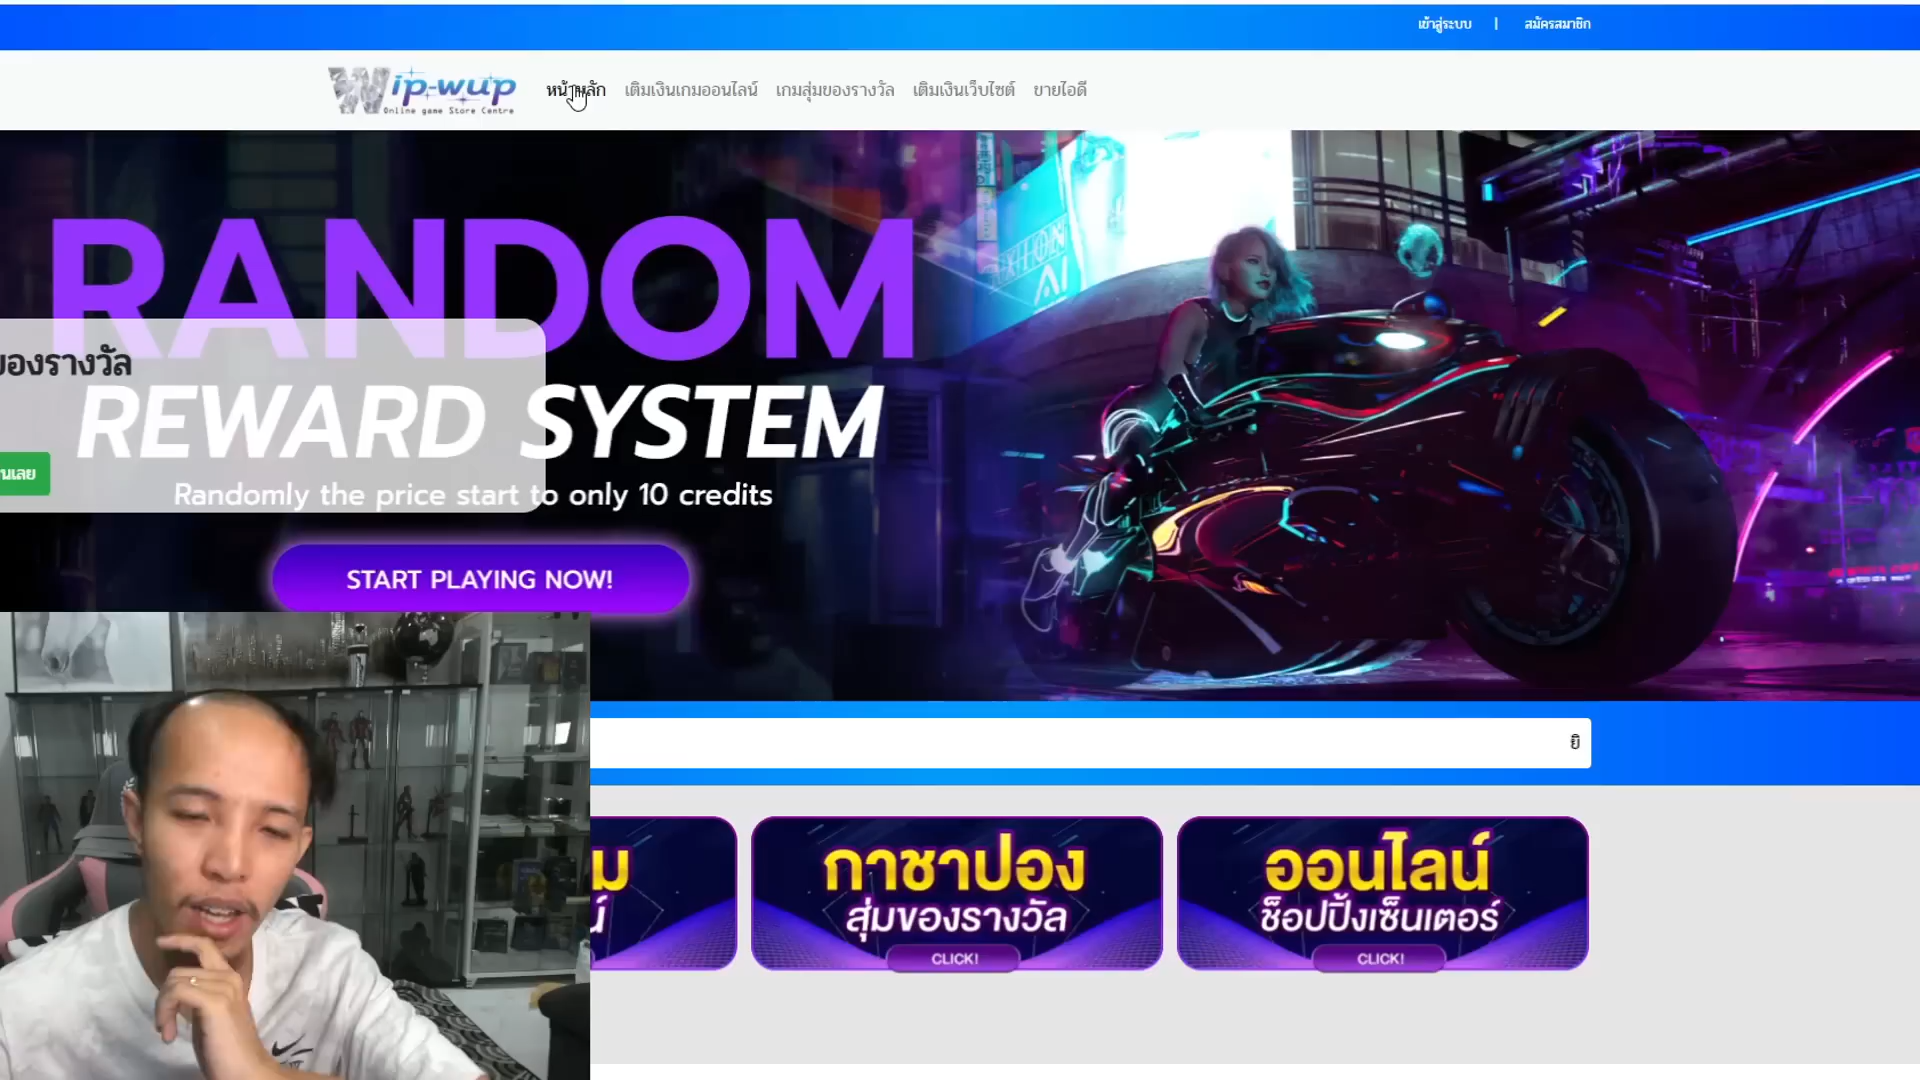 เข้าสู่ระบบ | สมัครสมาชิก
Wip-wup
Online game Store Centre
หน้าหลัก เติมเงินเกมออนไลน์ เกมสุ่มของรางวัล เติมเงินเว็บไซต์ ขายไอดี
RANDOM
ของรางวัล
REWARD SYSTEM
นเลย
Randomly the price start to only 10 credits
START PLAYING NOW!
ยิ
ม
กาชาปอง
สุ่มของรางวัล
CLICK!
ออนไลน์
ช็อปปิ้งเซ็นเตอร์
CLICK!